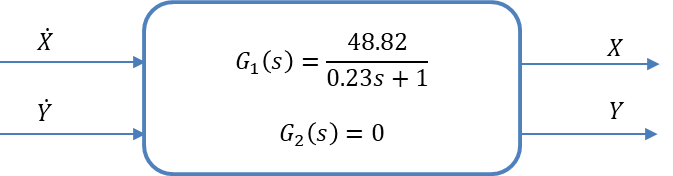 Ẋ
G₁(s) = 48.82 / 0.23s + 1
X
Ẏ
Y
G₂(s) = 0